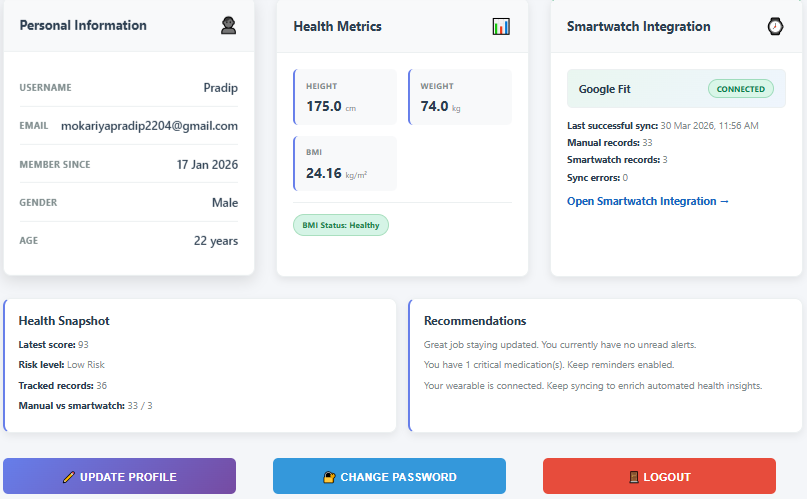 Personal Information
USERNAME Pradip
EMAIL mokariyapradip2204@gmail.com
MEMBER SINCE 17 Jan 2026
GENDER Male
AGE 22 years
Health Metrics
HEIGHT
175.0 cm
WEIGHT
74.0 kg
BMI
24.16 kg/m²
BMI Status: Healthy
Smartwatch Integration
Google Fit CONNECTED
Last successful sync: 30 Mar 2026, 11:56 AM
Manual records: 33
Smartwatch records: 3
Sync errors: 0
Open Smartwatch Integration →
Health Snapshot
Latest score: 93
Risk level: Low Risk
Tracked records: 36
Manual vs smartwatch: 33 / 3
Recommendations
Great job staying updated. You currently have no unread alerts.
You have 1 critical medication(s). Keep reminders enabled.
Your wearable is connected. Keep syncing to enrich automated health insights.
UPDATE PROFILE
CHANGE PASSWORD
LOGOUT